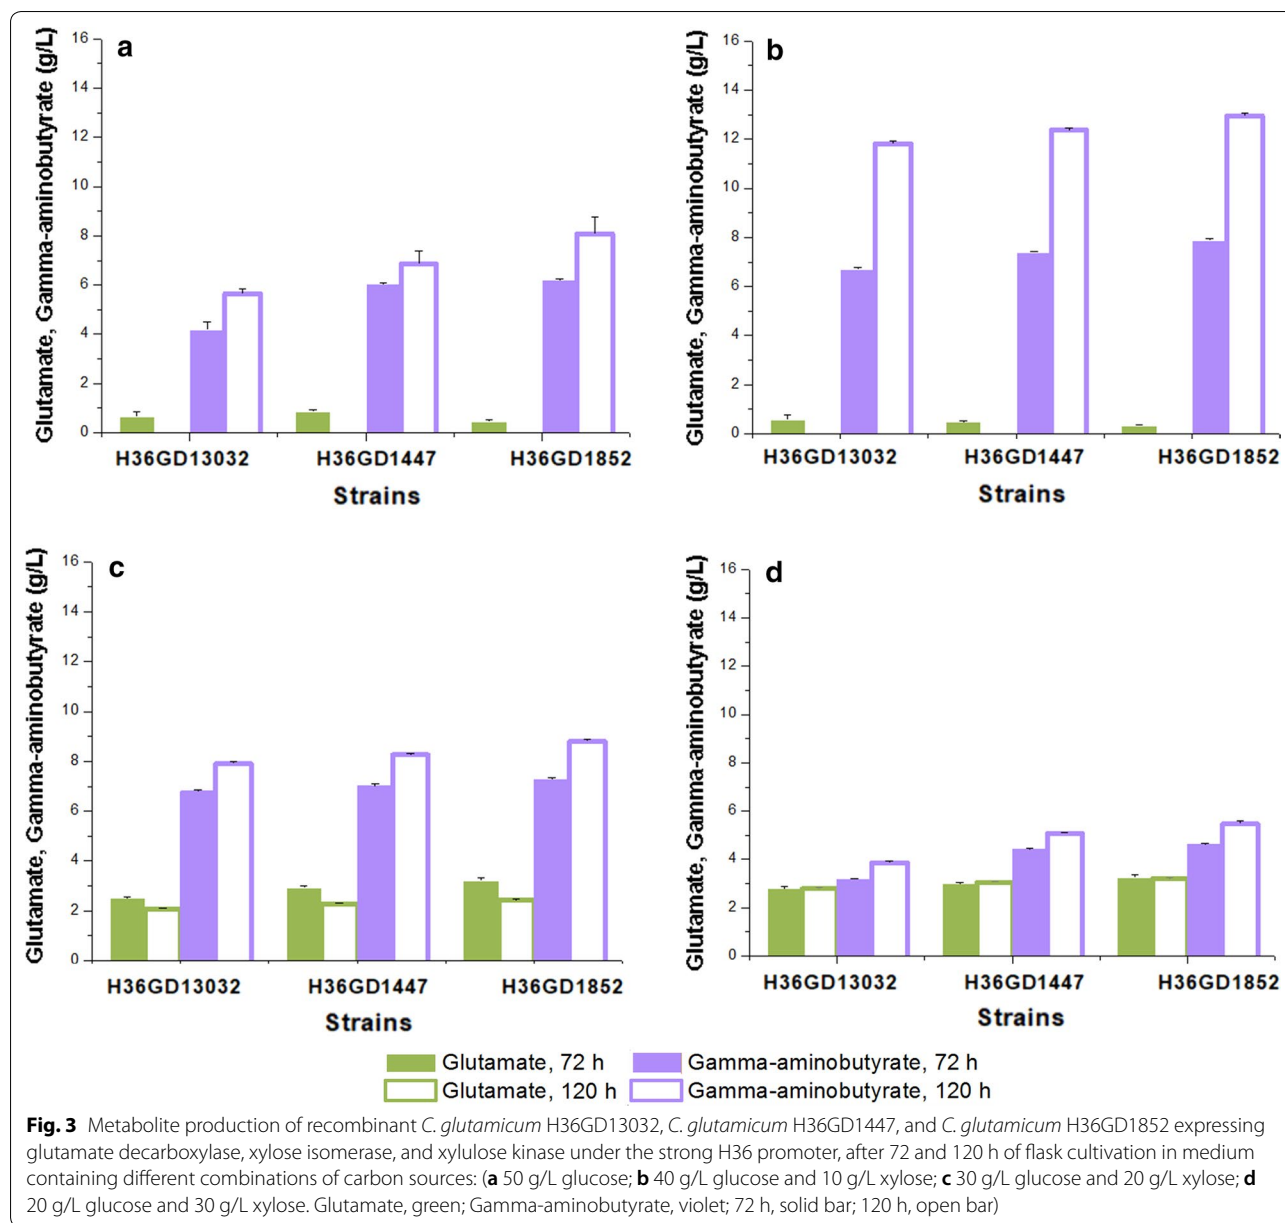 a
Glutamate, Gamma-aminobutyrate (g/L)
16
14
12
10
8
6
4
2
0
H36GD13032 H36GD1447 H36GD1852
Strains
b
Glutamate, Gamma-aminobutyrate (g/L)
16
14
12
10
8
6
4
2
0
H36GD13032 H36GD1447 H36GD1852
Strains
c
Glutamate, Gamma-aminobutyrate (g/L)
16
14
12
10
8
6
4
2
0
H36GD13032 H36GD1447 H36GD1852
Strains
d
Glutamate, Gamma-aminobutyrate (g/L)
16
14
12
10
8
6
4
2
0
H36GD13032 H36GD1447 H36GD1852
Strains
Glutamate, 72 h Gamma-aminobutyrate, 72 h
Glutamate, 120 h Gamma-aminobutyrate, 120 h
Fig. 3 Metabolite production of recombinant C. glutamicum H36GD13032, C. glutamicum H36GD1447, and C. glutamicum H36GD1852 expressing
glutamate decarboxylase, xylose isomerase, and xylulose kinase under the strong H36 promoter, after 72 and 120 h of flask cultivation in medium
containing different combinations of carbon sources: (a 50 g/L glucose; b 40 g/L glucose and 10 g/L xylose; c 30 g/L glucose and 20 g/L xylose; d
20 g/L glucose and 30 g/L xylose. Glutamate, green; Gamma-aminobutyrate, violet; 72 h, solid bar; 120 h, open bar)